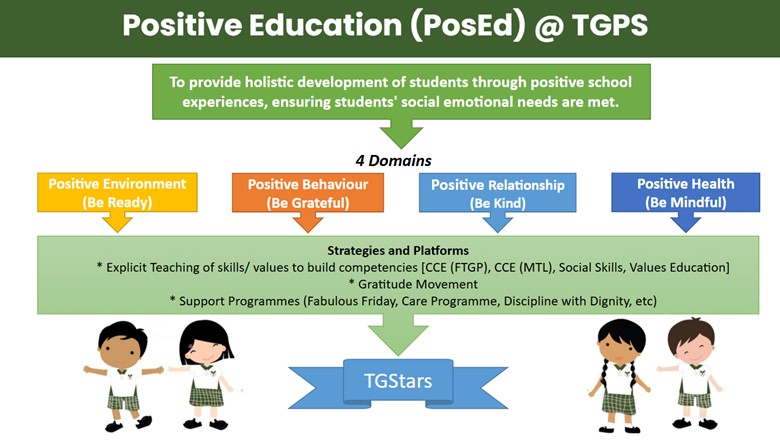 Positive Education (PosEd) @ TGPS
To provide holistic development of students through positive school
experiences, ensuring students' social emotional needs are met.
4 Domains
Positive Environment
(Be Ready)
Positive Behaviour
(Be Grateful)
Positive Relationship
(Be Kind)
Positive Health
(Be Mindful)
Strategies and Platforms
* Explicit Teaching of skills/ values to build competencies [CCE (FTGP), CCE (MTL), Social Skills, Values Education]
* Gratitude Movement
* Support Programmes (Fabulous Friday, Care Programme, Discipline with Dignity, etc)
TGStars